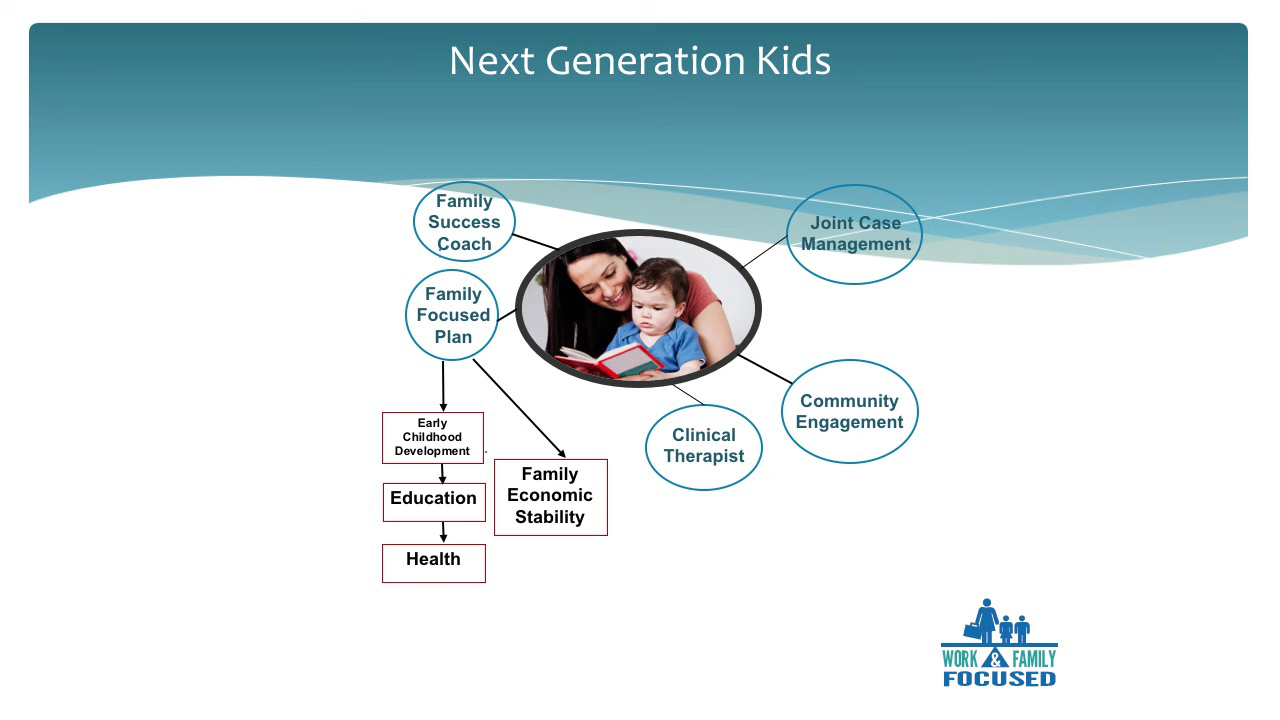 Next Generation Kids
Family
Success
Coach
Joint Case
Management
Family
Focused
Plan
Community
Engagement
Clinical
Therapist
Early
Childhood
Development
Family
Economic
Stability
Education
Health
WORK & FAMILY
FOCUSED